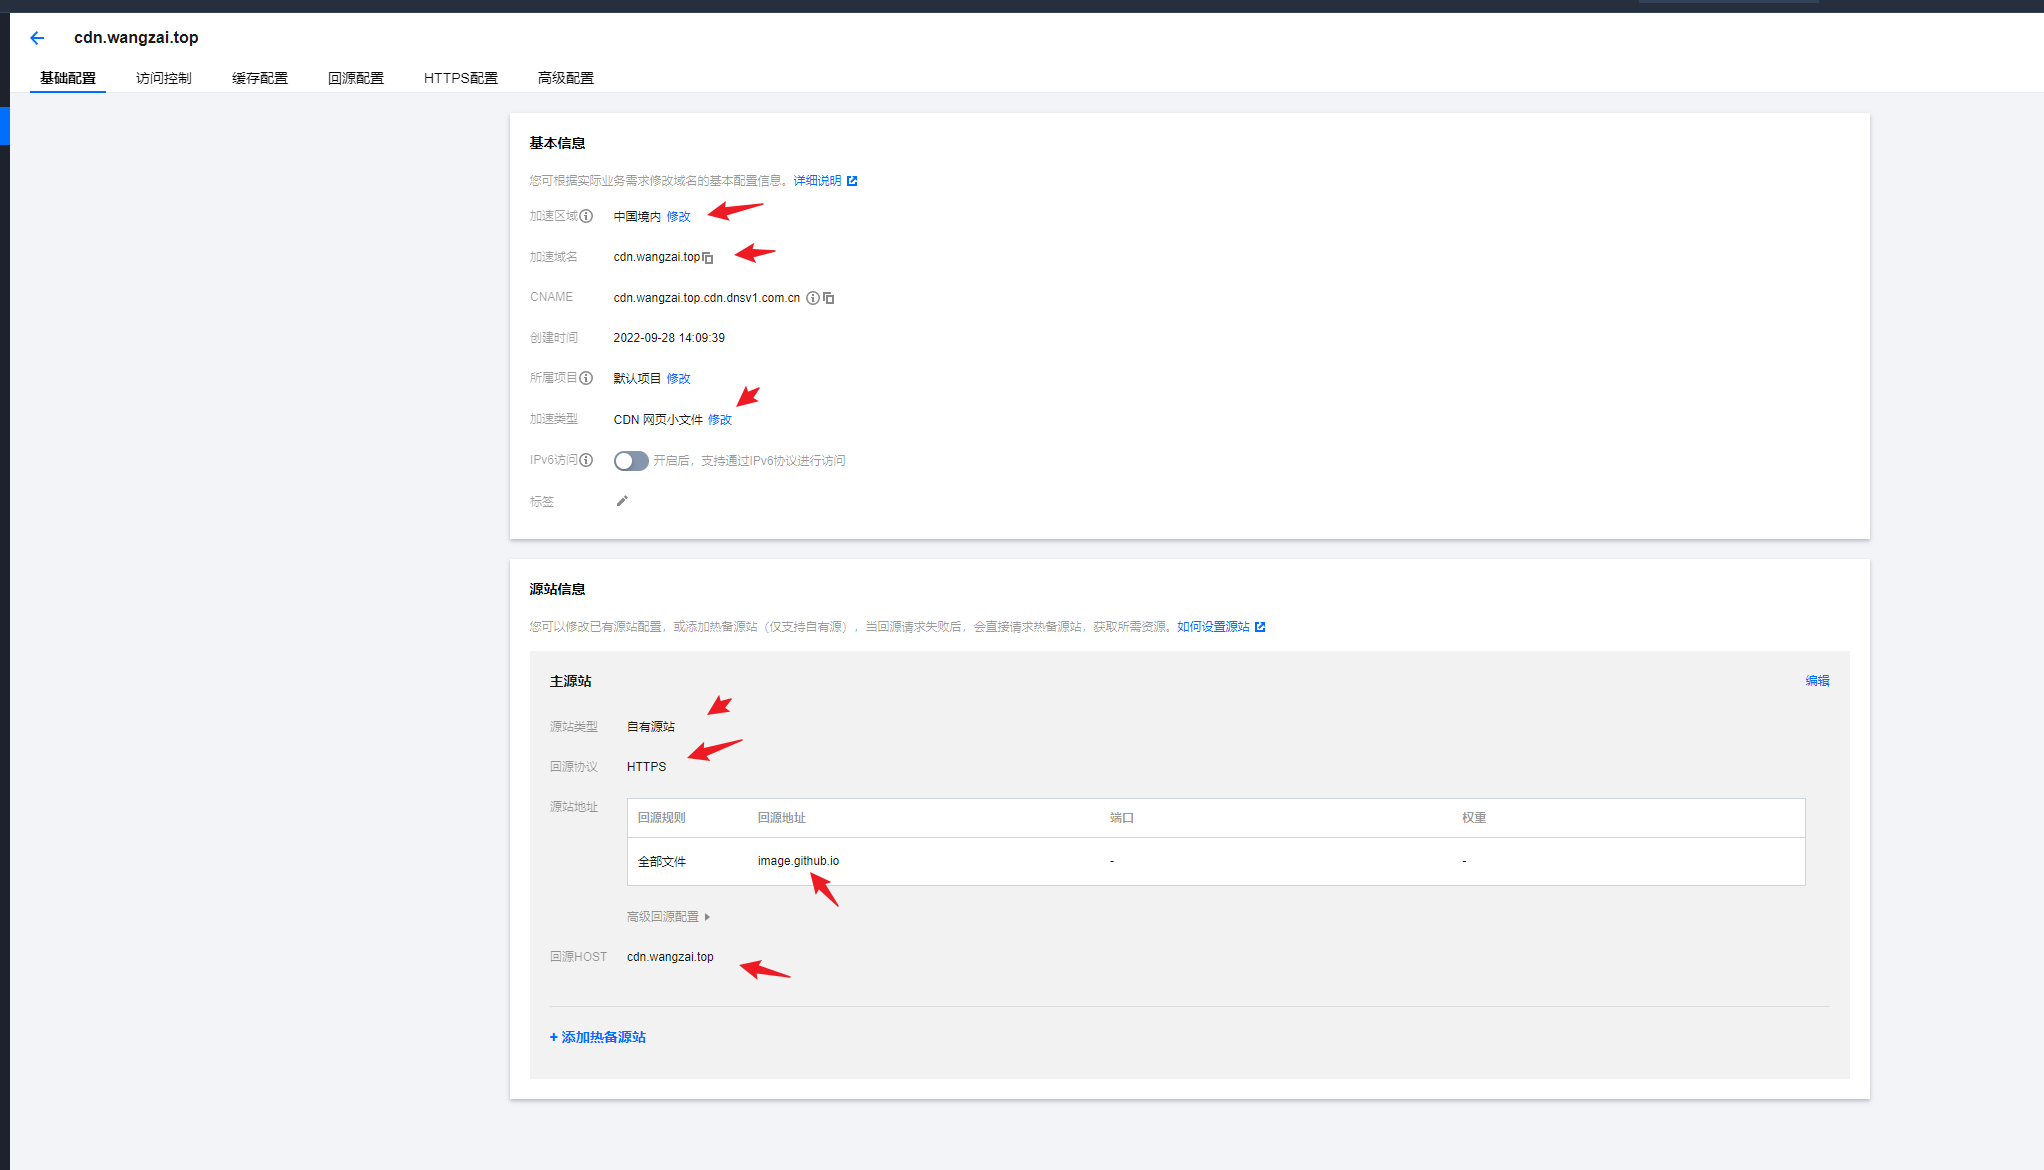 cdn.wangzai.top
基础配置 访问控制 缓存配置 回源配置 HTTPS配置 高级配置
基本信息
您可根据实际业务需求修改域名的基本配置信息。详细说明
加速区域 中国境内 修改
加速域名 cdn.wangzai.top
CNAME cdn.wangzai.top.cdn.dnsv1.com.cn
创建时间 2022-09-28 14:09:39
所属项目 默认项目 修改
加速类型 CDN 网页小文件 修改
IPv6访问 开启后，支持通过IPv6协议进行访问
标签
源站信息
您可以修改已有源站配置，或添加热备源站（仅支持自有源），当回源请求失败后，会直接请求热备源站，获取所需资源。如何设置源站
主源站 编辑
源站类型 自有源站
回源协议 HTTPS
源站地址 回源规则 回源地址 端口 权重
全部文件 image.github.io - -
高级回源配置
回源HOST cdn.wangzai.top
+ 添加热备源站